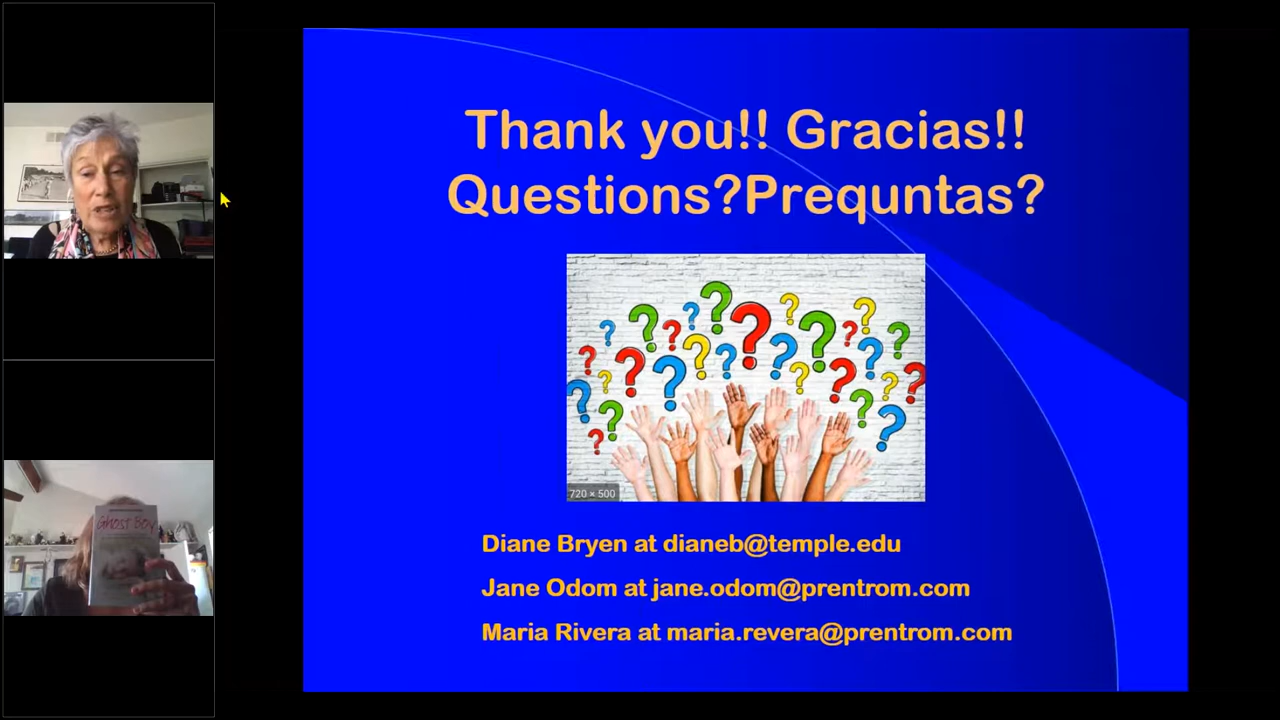 Thank you!! Gracias!!
Questions?Prequntas?
720 × 500
Diane Bryen at dianeb@temple.edu
Jane Odom at jane.odom@prentrom.com
Maria Rivera at maria.revera@prentrom.com
Ghost Boy